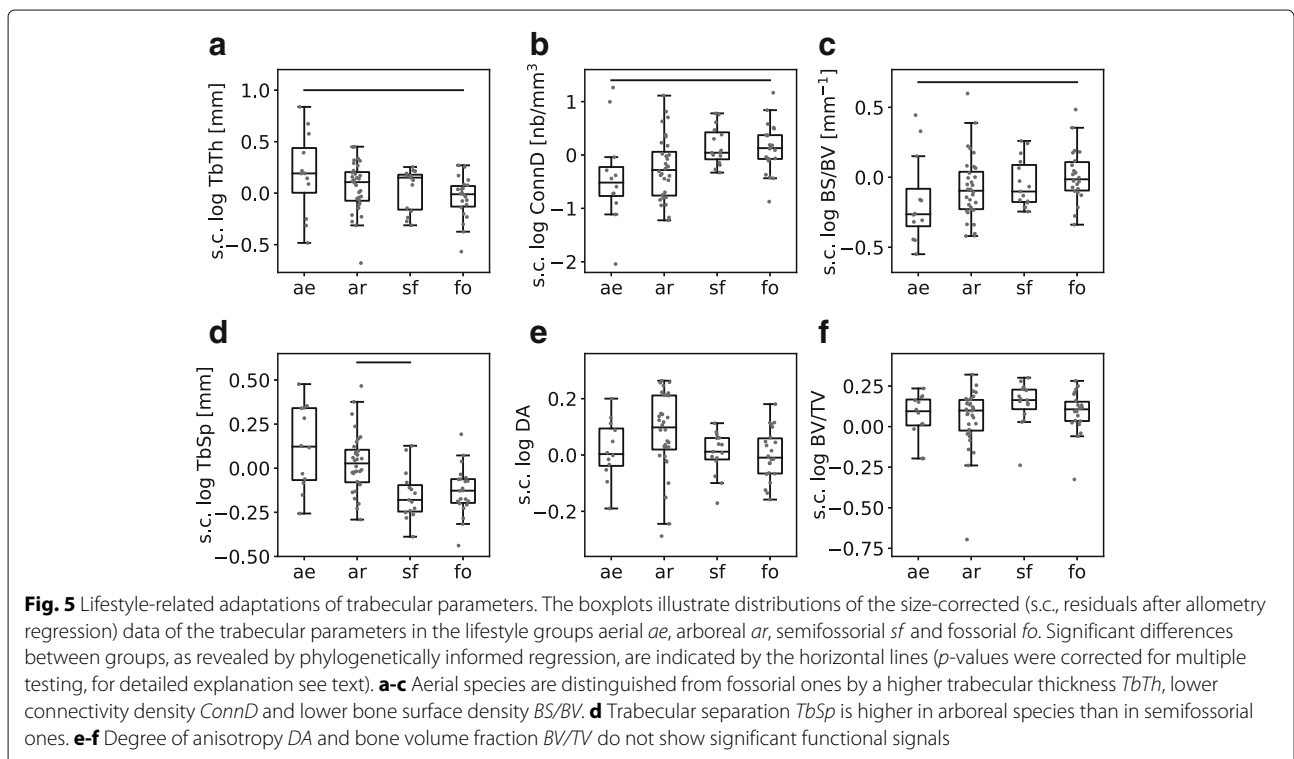 a
s.c. log TbTh [mm]
1.0
0.5
0.0
−0.5
ae ar sf fo
b
s.c. log ConnD [nb/mm³]
1
0
−1
−2
ae ar sf fo
c
s.c. log BS/BV [mm⁻¹]
0.5
0.0
−0.5
ae ar sf fo
d
s.c. log TbSp [mm]
0.50
0.25
0.00
−0.25
−0.50
ae ar sf fo
e
s.c. log DA
0.2
0.0
−0.2
ae ar sf fo
f
s.c. log BV/TV
0.25
0.00
−0.25
−0.50
−0.75
ae ar sf fo
Fig. 5 Lifestyle-related adaptations of trabecular parameters. The boxplots illustrate distributions of the size-corrected (s.c., residuals after allometry
regression) data of the trabecular parameters in the lifestyle groups aerial ae, arboreal ar, semifossorial sf and fossorial fo. Significant differences
between groups, as revealed by phylogenetically informed regression, are indicated by the horizontal lines (p-values were corrected for multiple
testing, for detailed explanation see text). a-c Aerial species are distinguished from fossorial ones by a higher trabecular thickness TbTh, lower
connectivity density ConnD and lower bone surface density BS/BV. d Trabecular separation TbSp is higher in arboreal species than in semifossorial
ones. e-f Degree of anisotropy DA and bone volume fraction BV/TV do not show significant functional signals